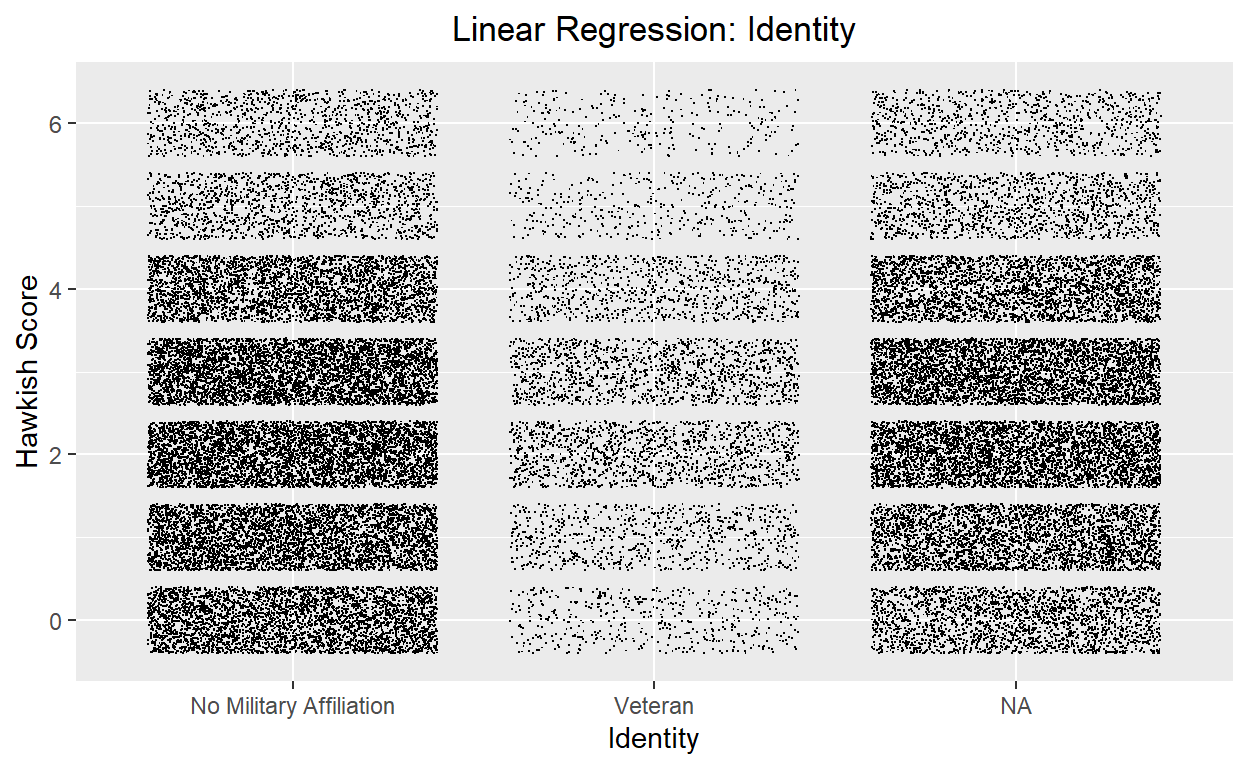 Linear Regression: Identity
Hawkish Score
6
4
2
0
No Military Affiliation
Veteran
NA
Identity